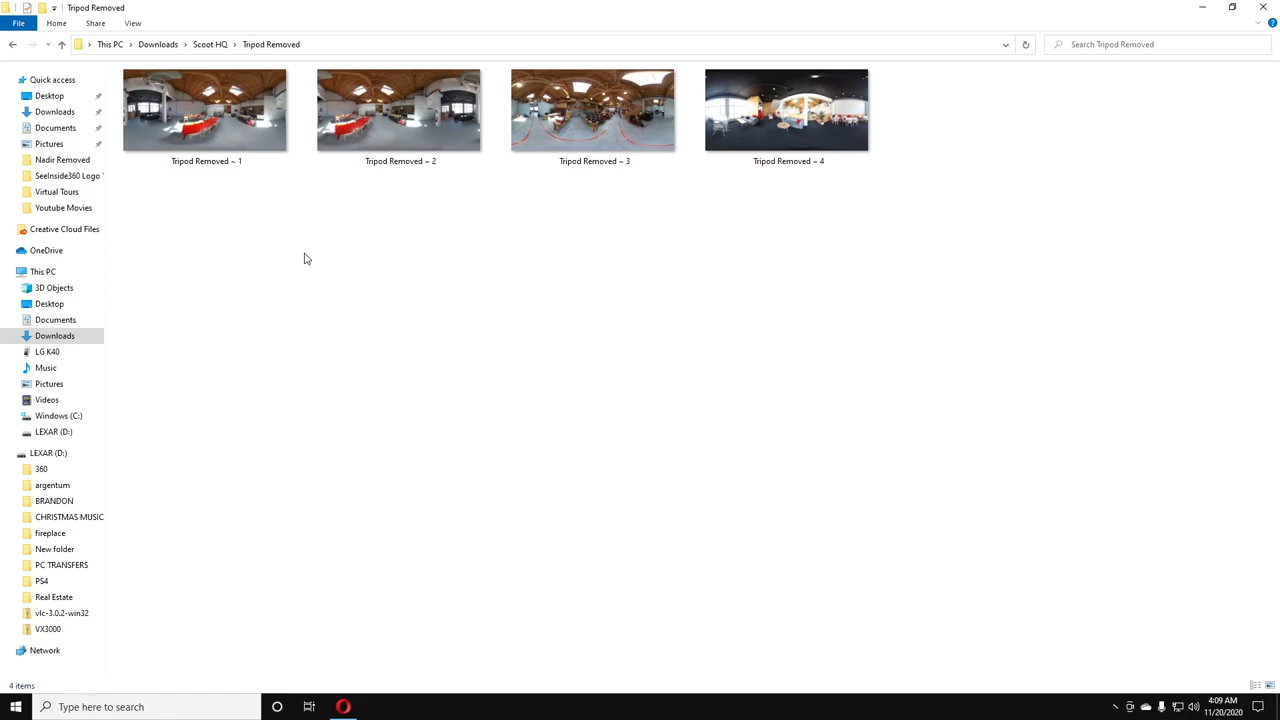 Tripod Removed
File
Home
Share
View
This PC
Downloads
Scoot HQ
Tripod Removed
Search Tripod Removed
Quick access
Desktop
Downloads
Documents
Pictures
Nadir Removed
SeeInside360 Logo
Virtual Tours
Youtube Movies
Creative Cloud Files
OneDrive
This PC
3D Objects
Desktop
Documents
Downloads
LG K40
Music
Pictures
Videos
Windows (C:)
LEXAR (D:)
LEXAR (D:)
360
argentum
BRANDON
CHRISTMAS MUSIC
fireplace
New folder
PC TRANSFERS
PS4
Real Estate
vlc-3.0.2-win32
VX3000
Network
Tripod Removed ~ 1
Tripod Removed ~ 2
Tripod Removed ~ 3
Tripod Removed ~ 4
4 items
Type here to search
4:09 AM
11/20/2020